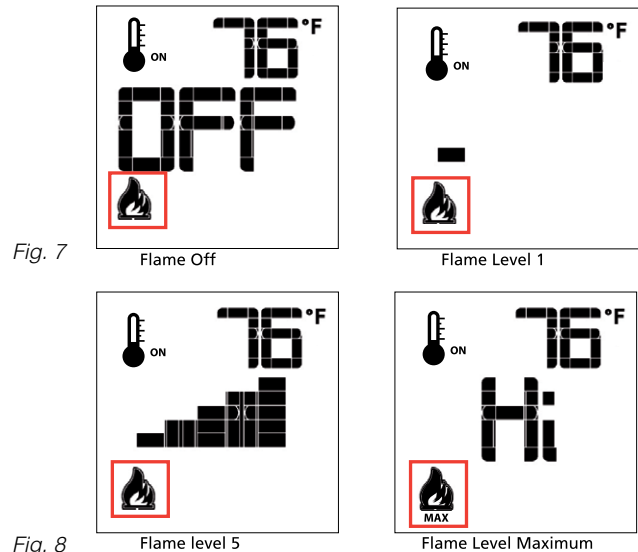 76 °F
ON
OFF
76 °F
ON
Fig. 7
Flame Off
Flame Level 1
76 °F
ON
76 °F
ON
Hi
MAX
Fig. 8
Flame level 5
Flame Level Maximum